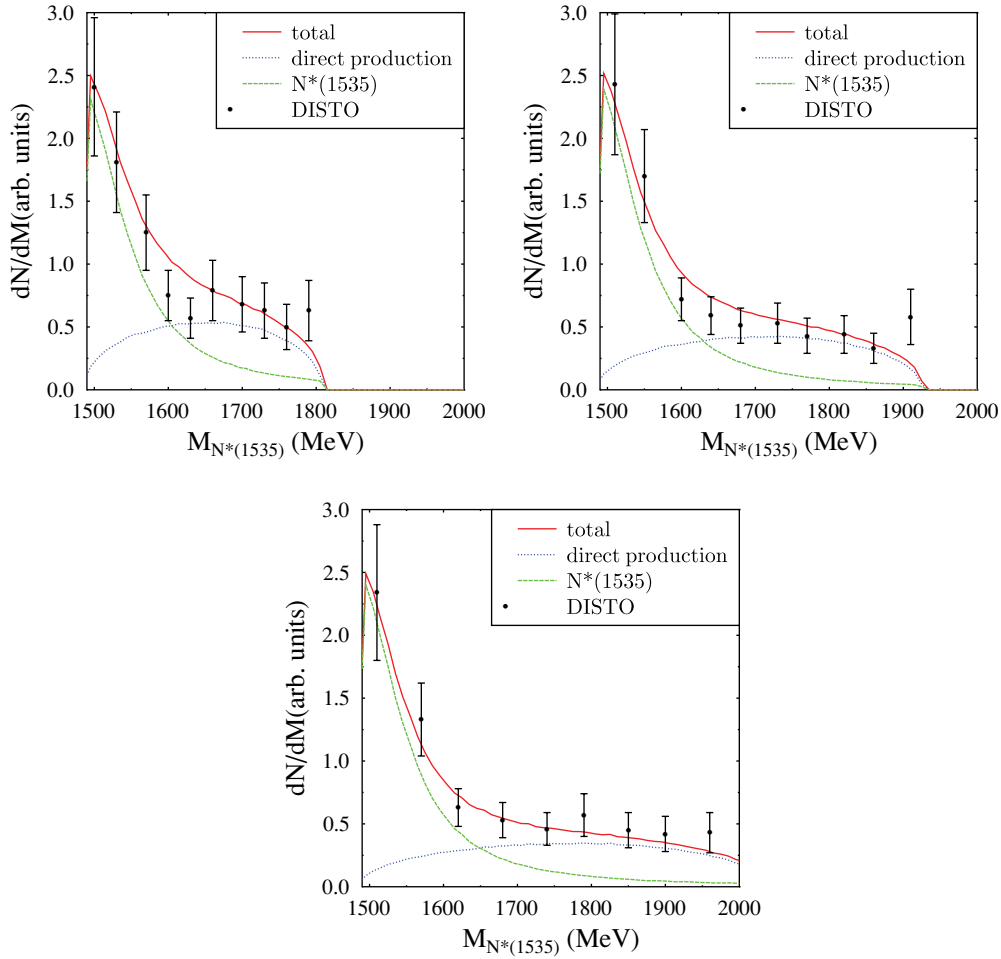 3.0
2.5
2.0
1.5
1.0
0.5
0.0
dN/dM(arb. units)
total
direct production
N*(1535)
DISTO
1500 1600 1700 1800 1900 2000
M_N*(1535) (MeV)
3.0
2.5
2.0
1.5
1.0
0.5
0.0
dN/dM(arb. units)
total
direct production
N*(1535)
DISTO
1500 1600 1700 1800 1900 2000
M_N*(1535) (MeV)
3.0
2.5
2.0
1.5
1.0
0.5
0.0
dN/dM(arb. units)
total
direct production
N*(1535)
DISTO
1500 1600 1700 1800 1900 2000
M_N*(1535) (MeV)